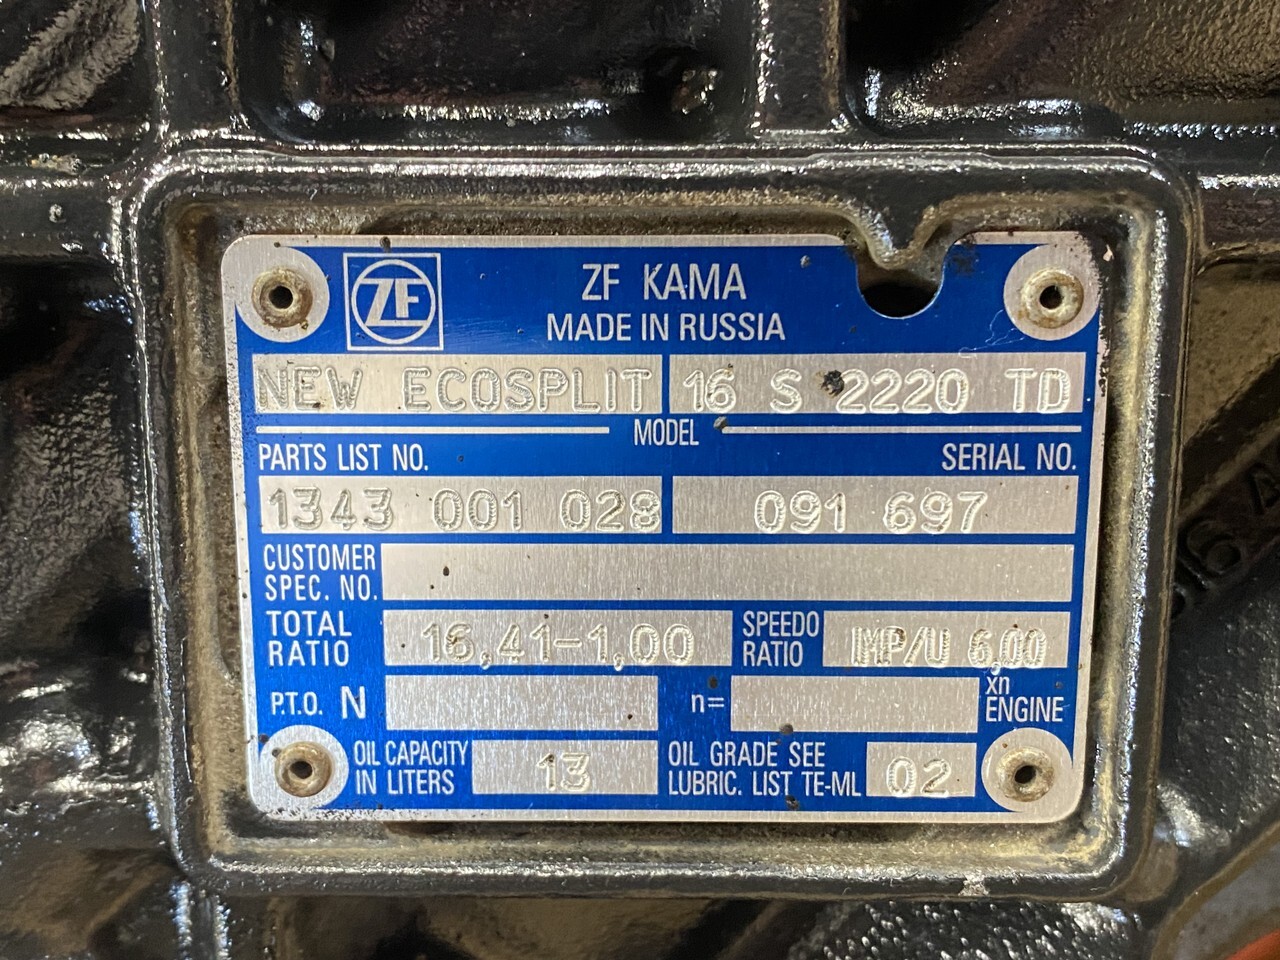 ZF
ZF KAMA
MADE IN RUSSIA
NEW ECOSPLIT 16 S 2220 TD
MODEL
PARTS LIST NO. SERIAL NO.
1343 001 028 091 697
CUSTOMER
SPEC. NO.
TOTAL
RATIO
16,41-1,00
SPEEDO
RATIO
IMP/U 6,00
P.T.O. N n= xn
ENGINE
OIL CAPACITY
IN LITERS
13
OIL GRADE SEE
LUBRIC. LIST TE-ML
02